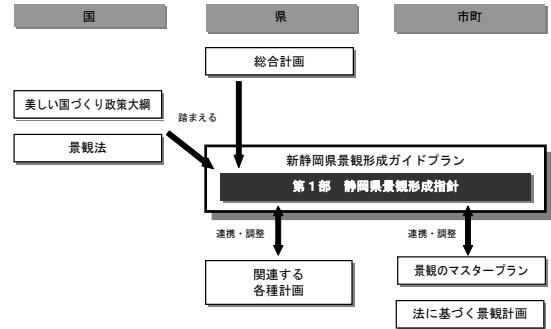 国
県
市町
総合計画
美しい国づくり政策大綱
踏まえる
景観法
新静岡県景観形成ガイドプラン
第1部 静岡県景観形成指針
連携・調整
連携・調整
関連する
各種計画
景観のマスタープラン
法に基づく景観計画